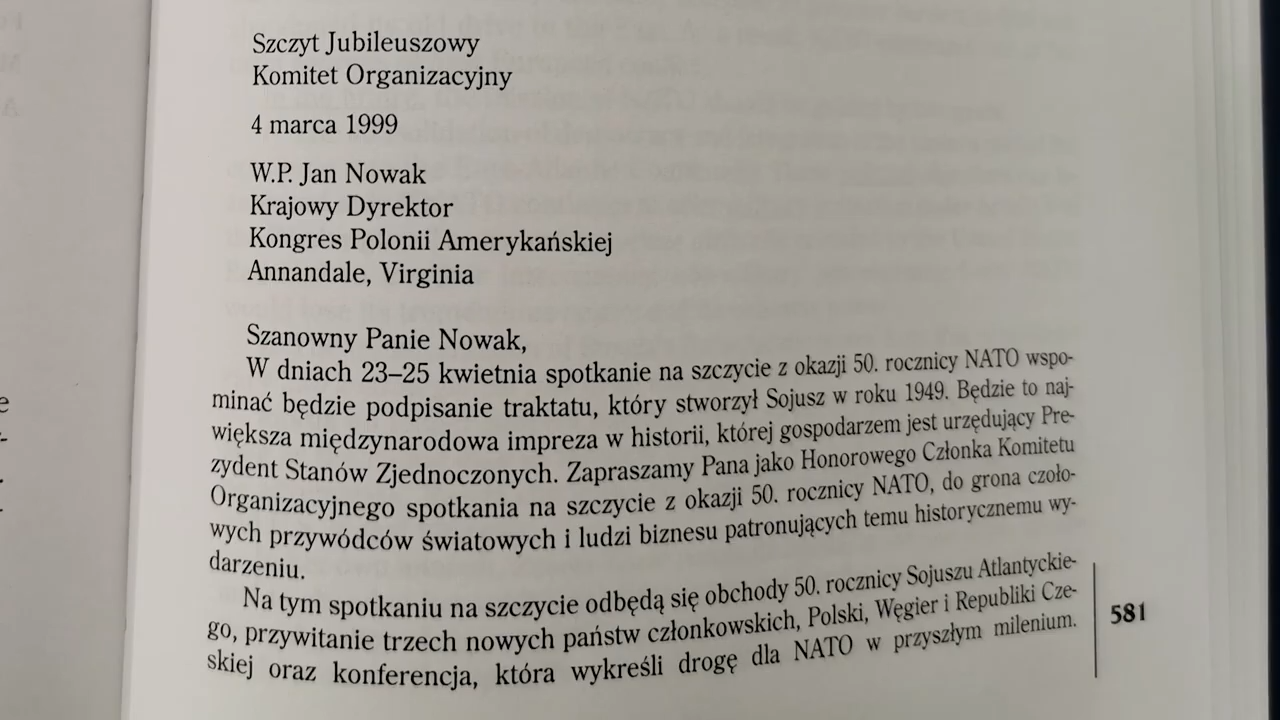 Szczyt Jubileuszowy
Komitet Organizacyjny
4 marca 1999
W.P. Jan Nowak
Krajowy Dyrektor
Kongres Polonii Amerykańskiej
Annandale, Virginia
Szanowny Panie Nowak,
W dniach 23–25 kwietnia spotkanie na szczycie z okazji 50. rocznicy NATO wspo-
minać będzie podpisanie traktatu, który stworzył Sojusz w roku 1949. Będzie to naj-
większa międzynarodowa impreza w historii, której gospodarzem jest urzędujący Pre-
zydent Stanów Zjednoczonych. Zapraszamy Pana jako Honorowego Członka Komitetu
Organizacyjnego spotkania na szczycie z okazji 50. rocznicy NATO, do grona czoło-
wych przywódców światowych i ludzi biznesu patronujących temu historycznemu wy-
darzeniu.
Na tym spotkaniu na szczycie odbędą się obchody 50. rocznicy Sojuszu Atlantyckie-
go, przywitanie trzech nowych państw członkowskich, Polski, Węgier i Republiki Cze-
skiej oraz konferencja, która wykreśli drogę dla NATO w przyszłym milenium.
581